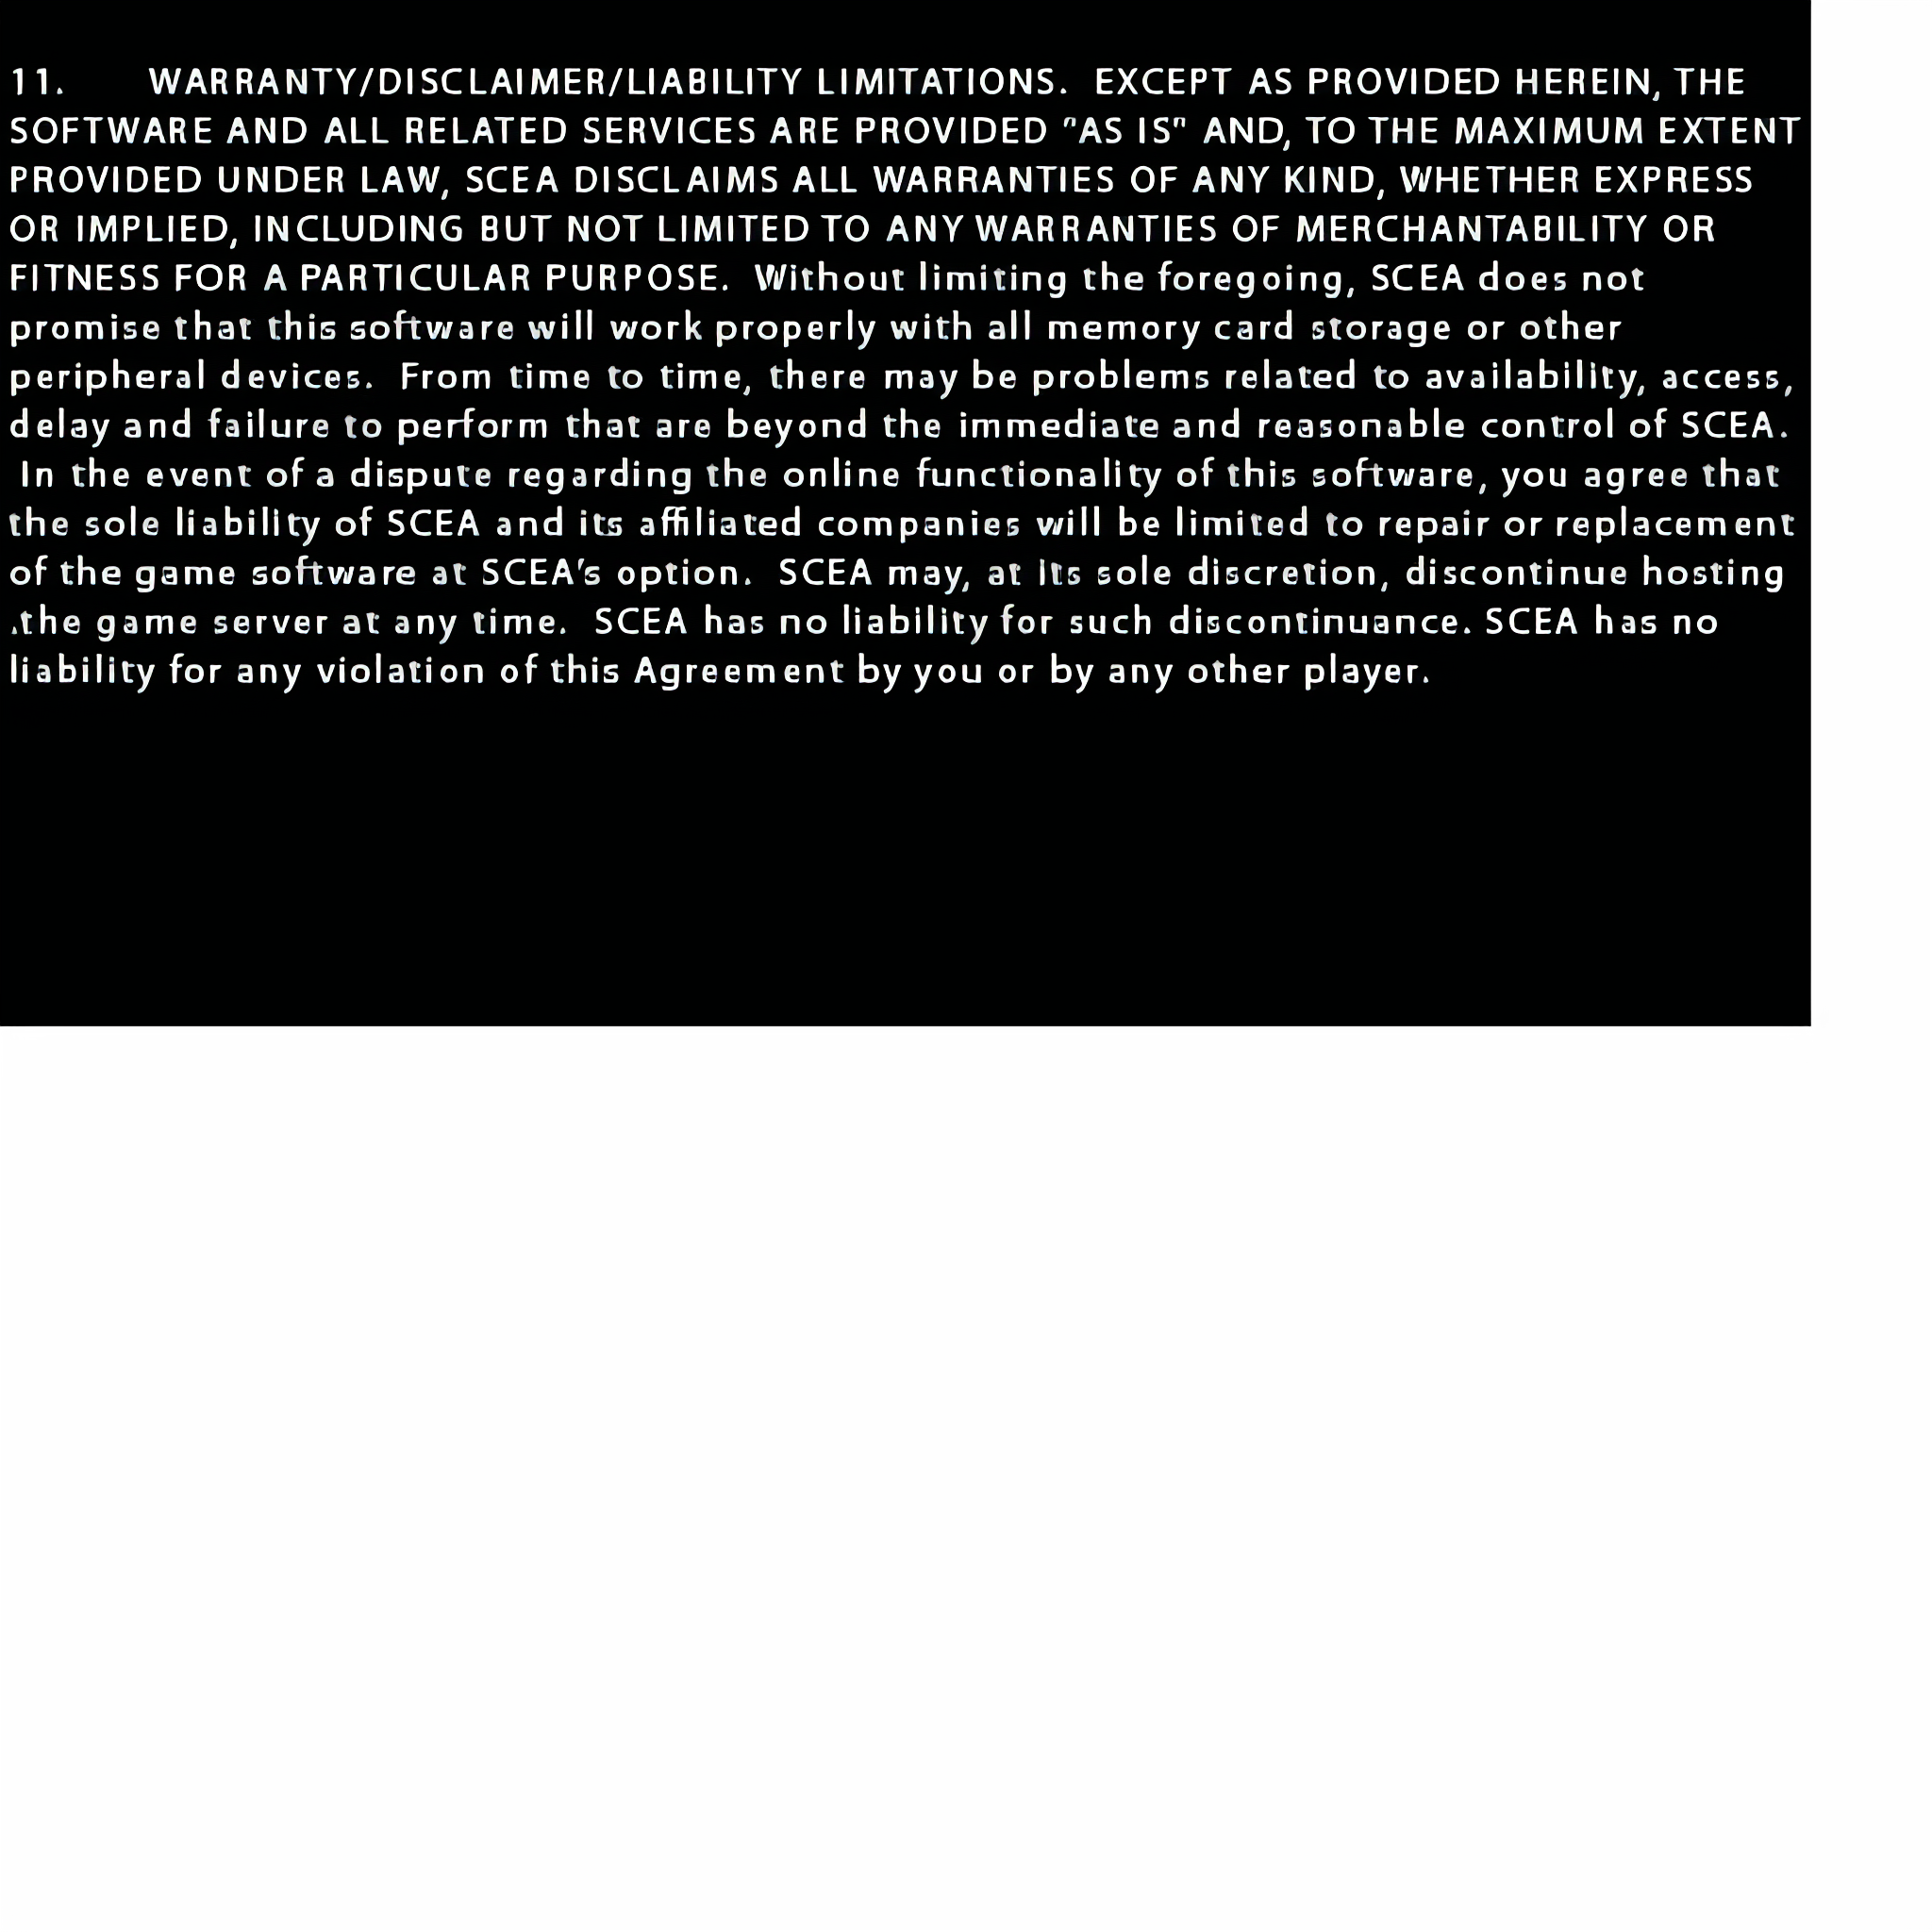 11.    WARRANTY/DISCLAIMER/LIABILITY LIMITATIONS.  EXCEPT AS PROVIDED HEREIN, THE
SOFTWARE AND ALL RELATED SERVICES ARE PROVIDED "AS IS" AND, TO THE MAXIMUM EXTENT
PROVIDED UNDER LAW, SCEA DISCLAIMS ALL WARRANTIES OF ANY KIND, WHETHER EXPRESS
OR IMPLIED, INCLUDING BUT NOT LIMITED TO ANY WARRANTIES OF MERCHANTABILITY OR
FITNESS FOR A PARTICULAR PURPOSE.  Without limiting the foregoing, SCEA does not
promise that this software will work properly with all memory card storage or other
peripheral devices.  From time to time, there may be problems related to availability, access,
delay and failure to perform that are beyond the immediate and reasonable control of SCEA.
In the event of a dispute regarding the online functionality of this software, you agree that
the sole liability of SCEA and its affiliated companies will be limited to repair or replacement
of the game software at SCEA's option.  SCEA may, at its sole discretion, discontinue hosting
.the game server at any time.  SCEA has no liability for such discontinuance. SCEA has no
liability for any violation of this Agreement by you or by any other player.